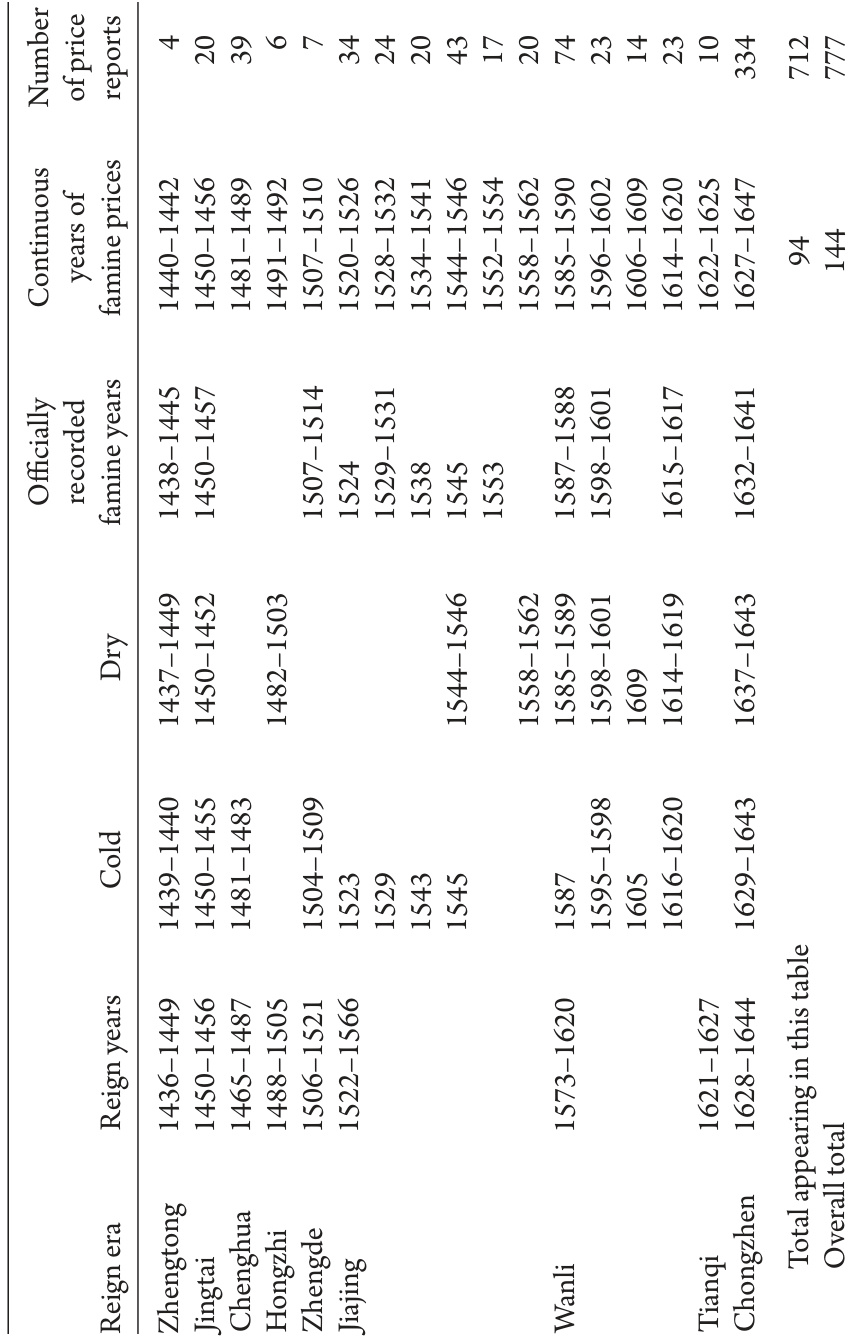 Reign era Reign years Cold Dry Officially recorded famine years Continuous years of famine prices Number of price reports
Zhengtong 1436–1449 1439–1440 1437–1449 1438–1445 1440–1442 4
Jingtai 1450–1456 1450–1455 1450–1452 1450–1457 1450–1456 20
Chenghua 1465–1487 1481–1483 1481–1489 39
Hongzhi 1488–1505 1482–1503 1491–1492 6
Zhengde 1506–1521 1504–1509 1507–1514 1507–1510 7
Jiajing 1522–1566 1523 1524 1520–1526 34
1529 1529–1531 1528–1532 24
1543 1538 1534–1541 20
1545 1544–1546 1545 1544–1546 43
1553 1552–1554 17
1558–1562 1558–1562 20
Wanli 1573–1620 1587 1585–1589 1587–1588 1585–1590 74
1595–1598 1598–1601 1598–1601 1596–1602 23
1605 1609 1606–1609 14
1616–1620 1614–1619 1615–1617 1614–1620 23
Tianqi 1621–1627 1622–1625 10
Chongzhen 1628–1644 1629–1643 1637–1643 1632–1641 1627–1647 334
Total appearing in this table 94 712
Overall total 144 777